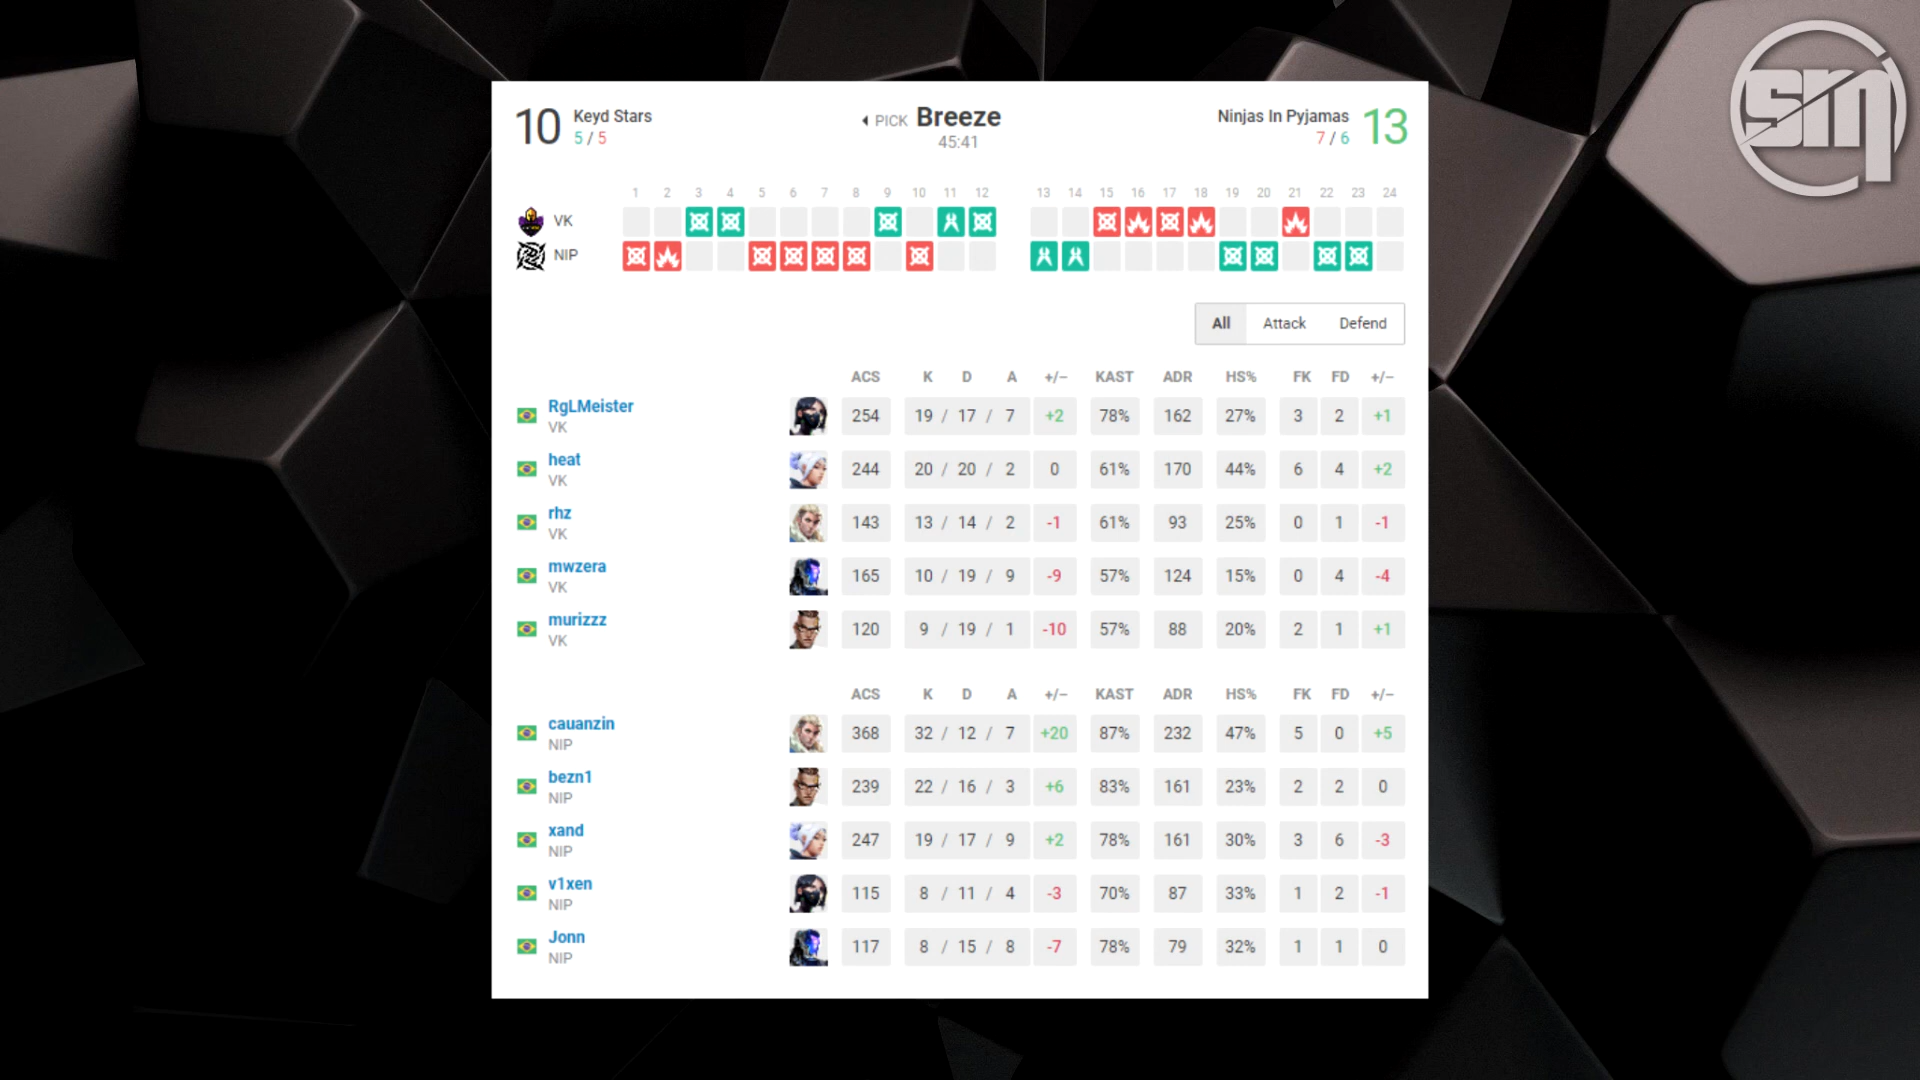 SM
10 Keyd Stars 5 / 5 PICK Breeze 45:41 Ninjas In Pyjamas 7 / 6 13
1 2 3 4 5 6 7 8 9 10 11 12 13 14 15 16 17 18 19 20 21 22 23 24
VK
NIP
All Attack Defend
ACS K D A +/– KAST ADR HS% FK FD +/–
RgLMeister VK 254 19 / 17 / 7 +2 78% 162 27% 3 2 +1
heat VK 244 20 / 20 / 2 0 61% 170 44% 6 4 +2
rhz VK 143 13 / 14 / 2 -1 61% 93 25% 0 1 -1
mwzera VK 165 10 / 19 / 9 -9 57% 124 15% 0 4 -4
murizzz VK 120 9 / 19 / 1 -10 57% 88 20% 2 1 +1
ACS K D A +/– KAST ADR HS% FK FD +/–
cauanzin NIP 368 32 / 12 / 7 +20 87% 232 47% 5 0 +5
bezn1 NIP 239 22 / 16 / 3 +6 83% 161 23% 2 2 0
xand NIP 247 19 / 17 / 9 +2 78% 161 30% 3 6 -3
v1xen NIP 115 8 / 11 / 4 -3 70% 87 33% 1 2 -1
Jonn NIP 117 8 / 15 / 8 -7 78% 79 32% 1 1 0